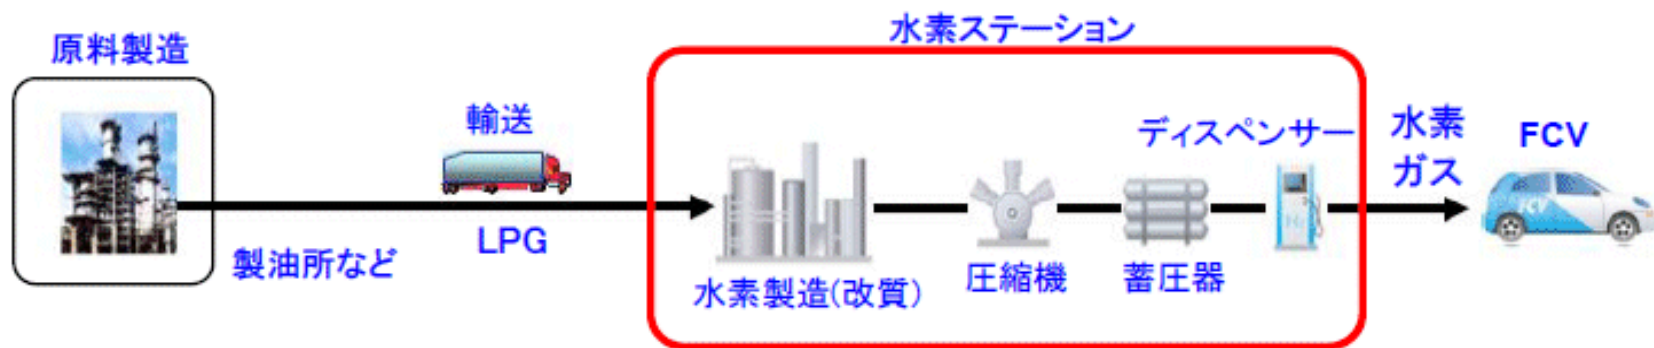 水素ステーション
原料製造
輸送
ディスペンサー
水素
ガス
FCV
LPG
製油所など
水素製造(改質)
圧縮機
蓄圧器
FCV